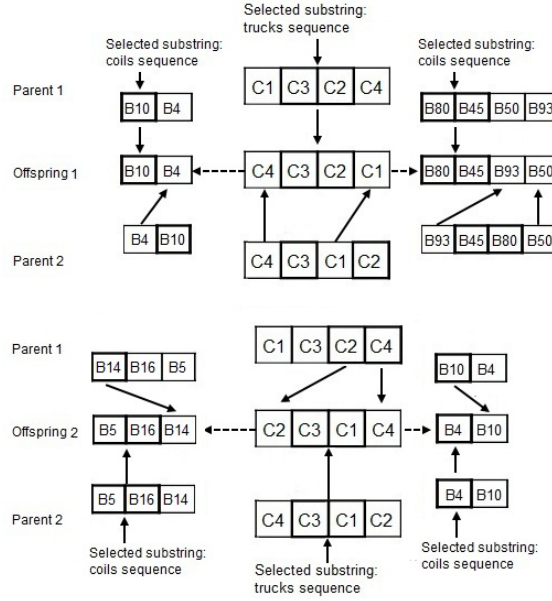 Selected substring:
trucks sequence
Selected substring:
coils sequence
Selected substring:
coils sequence
Parent 1
B10 B4
C1 C3 C2 C4
B80 B45 B50 B93
Offspring 1
B10 B4
C4 C3 C2 C1
B80 B45 B93 B50
B4 B10
Parent 2
C4 C3 C1 C2
B93 B45 B80 B50
Parent 1
B14 B16 B5
C1 C3 C2 C4
B10 B4
Offspring 2
B5 B16 B14
C2 C3 C1 C4
B4 B10
Parent 2
B5 B16 B14
C4 C3 C1 C2
B4 B10
Selected substring:
coils sequence
Selected substring:
trucks sequence
Selected substring:
coils sequence